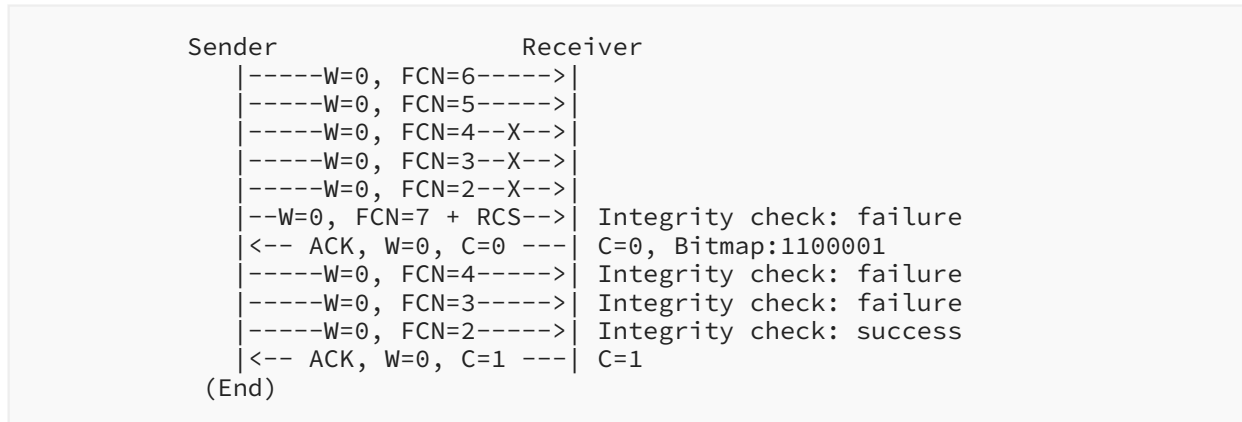 Sender                Receiver
   |-----W=0, FCN=6----->|
   |-----W=0, FCN=5----->|
   |-----W=0, FCN=4--X-->|
   |-----W=0, FCN=3--X-->|
   |-----W=0, FCN=2--X-->|
   |--W=0, FCN=7 + RCS-->| Integrity check: failure
   |<-- ACK, W=0, C=0 ---| C=0, Bitmap:1100001
   |-----W=0, FCN=4----->| Integrity check: failure
   |-----W=0, FCN=3----->| Integrity check: failure
   |-----W=0, FCN=2----->| Integrity check: success
   |<-- ACK, W=0, C=1 ---| C=1
 (End)